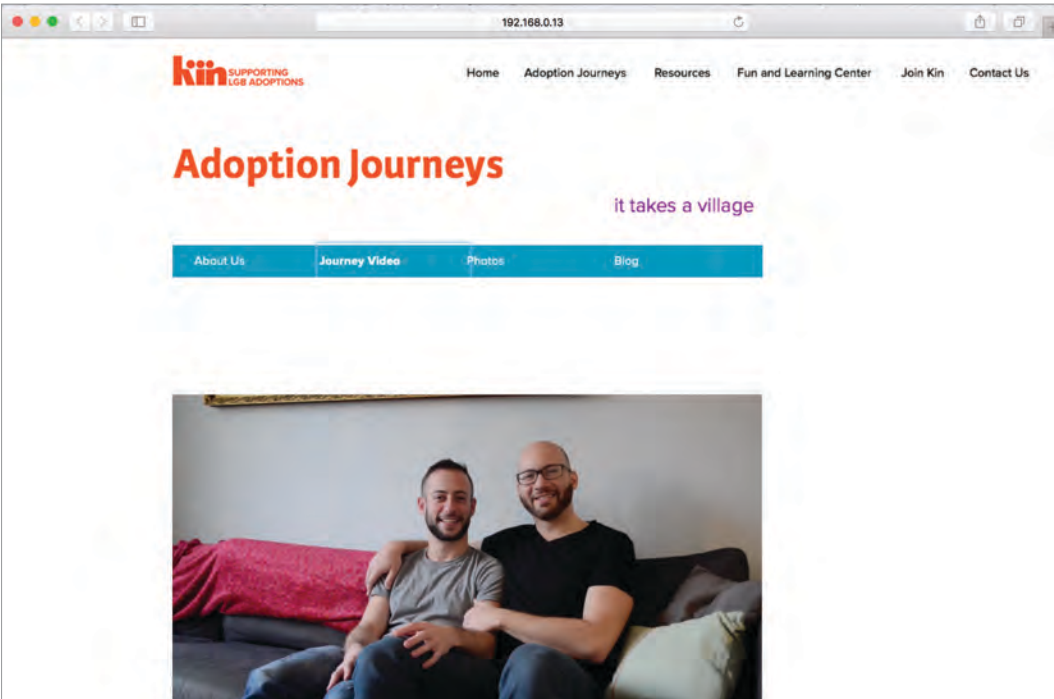 192.168.0.13
kin SUPPORTING
LGB ADOPTIONS
Home Adoption Journeys Resources Fun and Learning Center Join Kin Contact Us
Adoption Journeys
it takes a village
About Us Journey Video Photos Blog